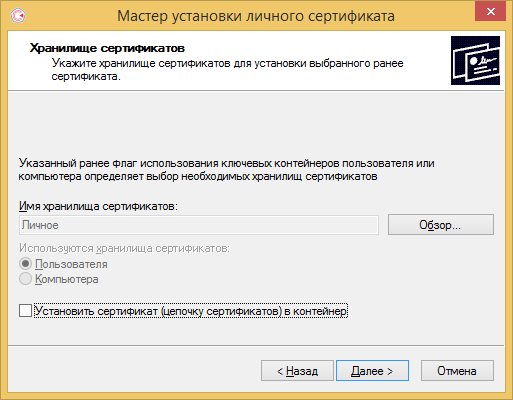 Мастер установки личного сертификата
Хранилище сертификатов
Укажите хранилище сертификатов для установки выбранного ранее
сертификата.
Указанный ранее флаг использования ключевых контейнеров пользователя или
компьютера определяет выбор необходимых хранилищ сертификатов
Имя хранилища сертификатов:
Личное
Обзор...
Используются хранилища сертификатов:
Пользователя
Компьютера
Установить сертификат (цепочку сертификатов) в контейнер
< Назад
Далее >
Отмена